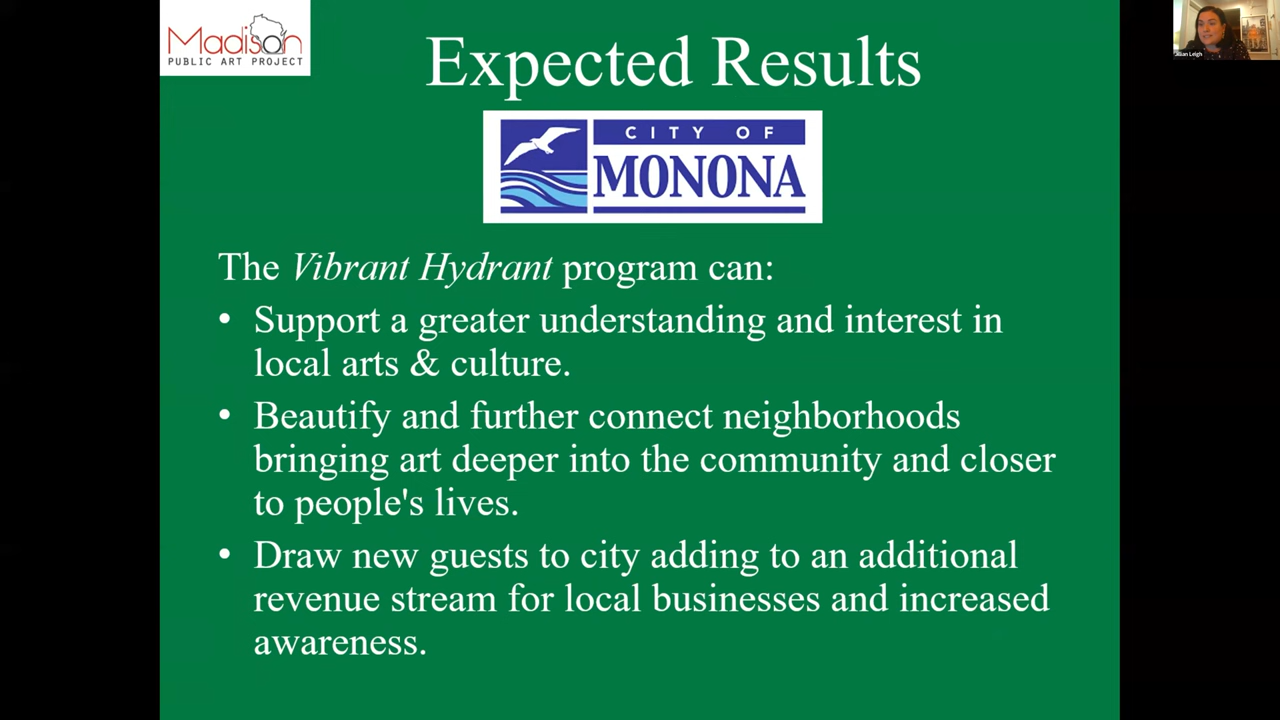 Madison
PUBLIC ART PROJECT
Expected Results
Jillian Leigh
CITY OF
MONONA
The Vibrant Hydrant program can:
• Support a greater understanding and interest in
local arts & culture.
• Beautify and further connect neighborhoods
bringing art deeper into the community and closer
to people's lives.
• Draw new guests to city adding to an additional
revenue stream for local businesses and increased
awareness.